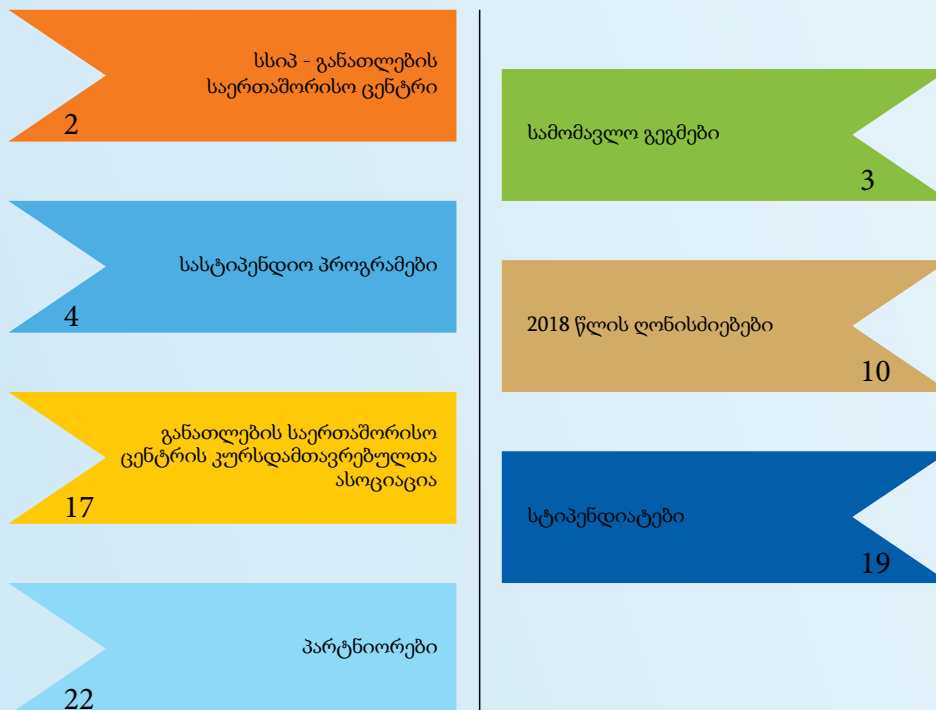 სსიპ - განათლების
საერთაშორისო ცენტრი
2
სამომავლო გეგმები
3
სასტიპენდიო პროგრამები
4
2018 წლის ღონისძიებები
10
განათლების საერთაშორისო
ცენტრის კურსდამთავრებულთა
ასოციაცია
17
სტიპენდიატები
19
პარტნიორები
22